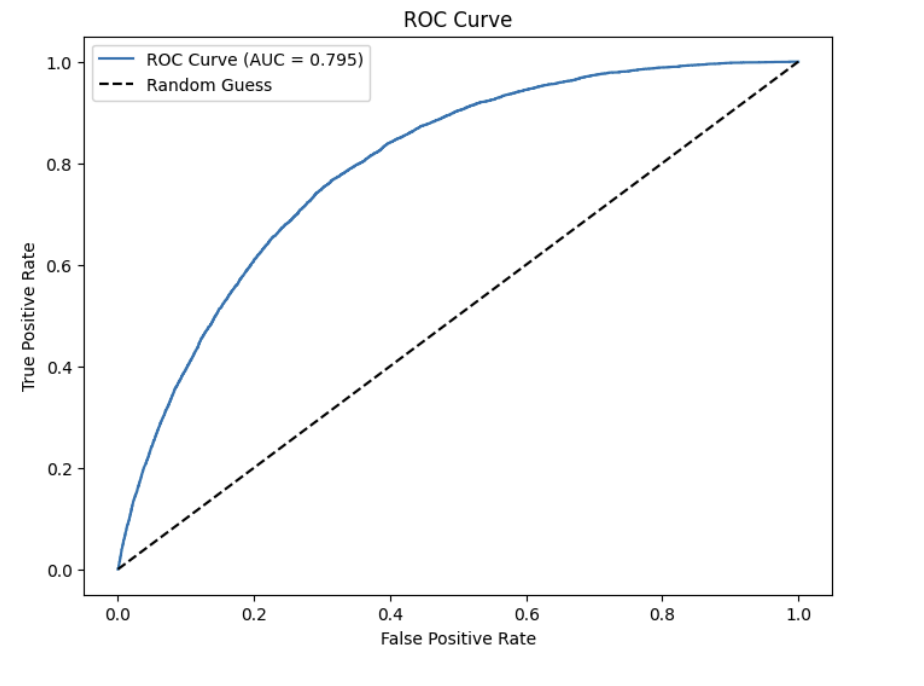 ROC Curve
ROC Curve (AUC = 0.795)
Random Guess
1.0
0.8
0.6
0.4
0.2
0.0
True Positive Rate
0.0 0.2 0.4 0.6 0.8 1.0
False Positive Rate